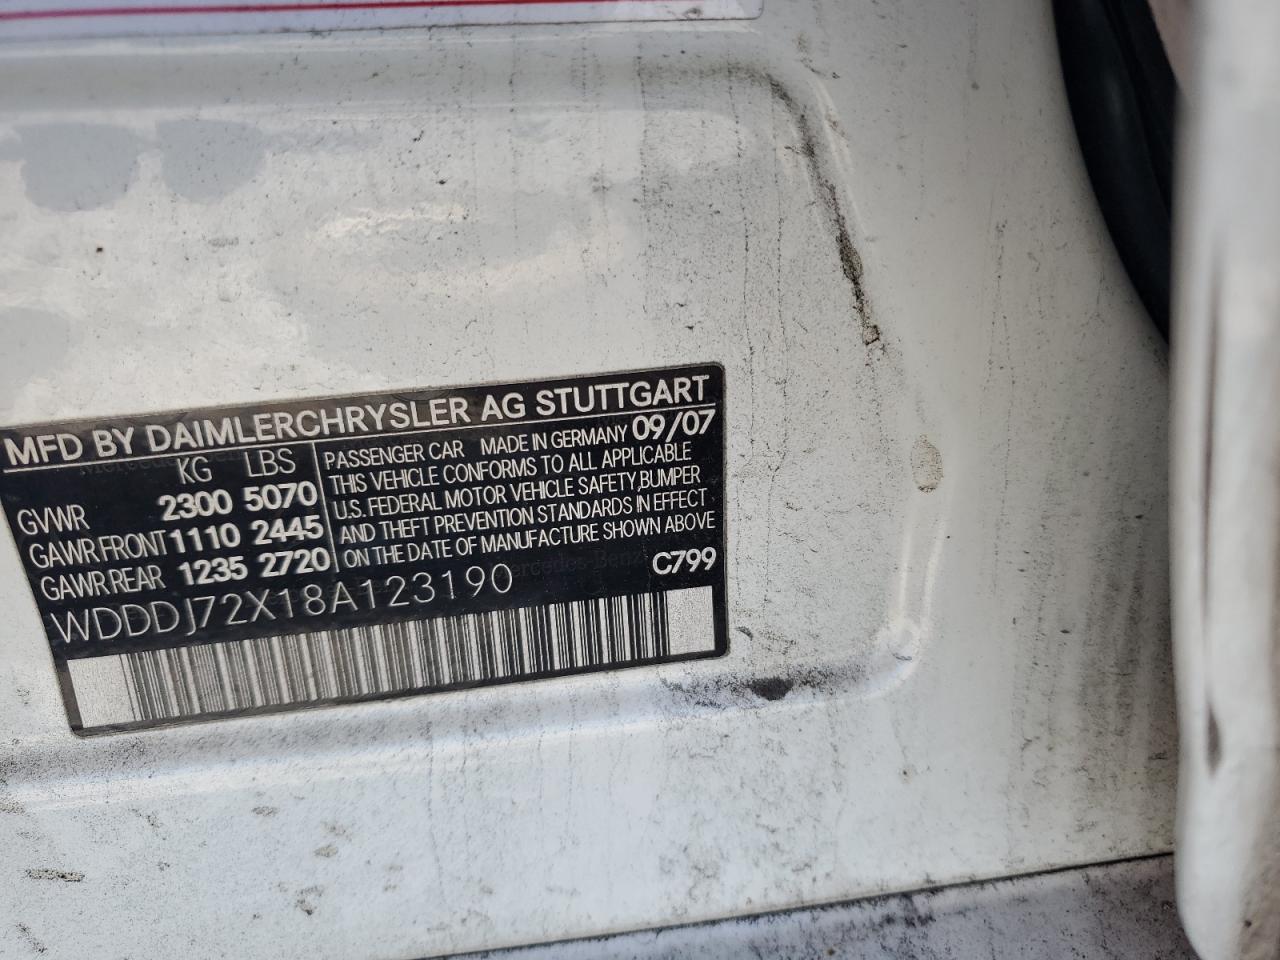 MFD BY DAIMLERCHRYSLER AG STUTTGART
KG LBS
GVWR 2300 5070
GAWR FRONT 1110 2445
GAWR REAR 1235 2720
PASSENGER CAR MADE IN GERMANY 09/07
THIS VEHICLE CONFORMS TO ALL APPLICABLE
U.S. FEDERAL MOTOR VEHICLE SAFETY, BUMPER
AND THEFT PREVENTION STANDARDS IN EFFECT
ON THE DATE OF MANUFACTURE SHOWN ABOVE
C799
WDDDJ72X18A123190